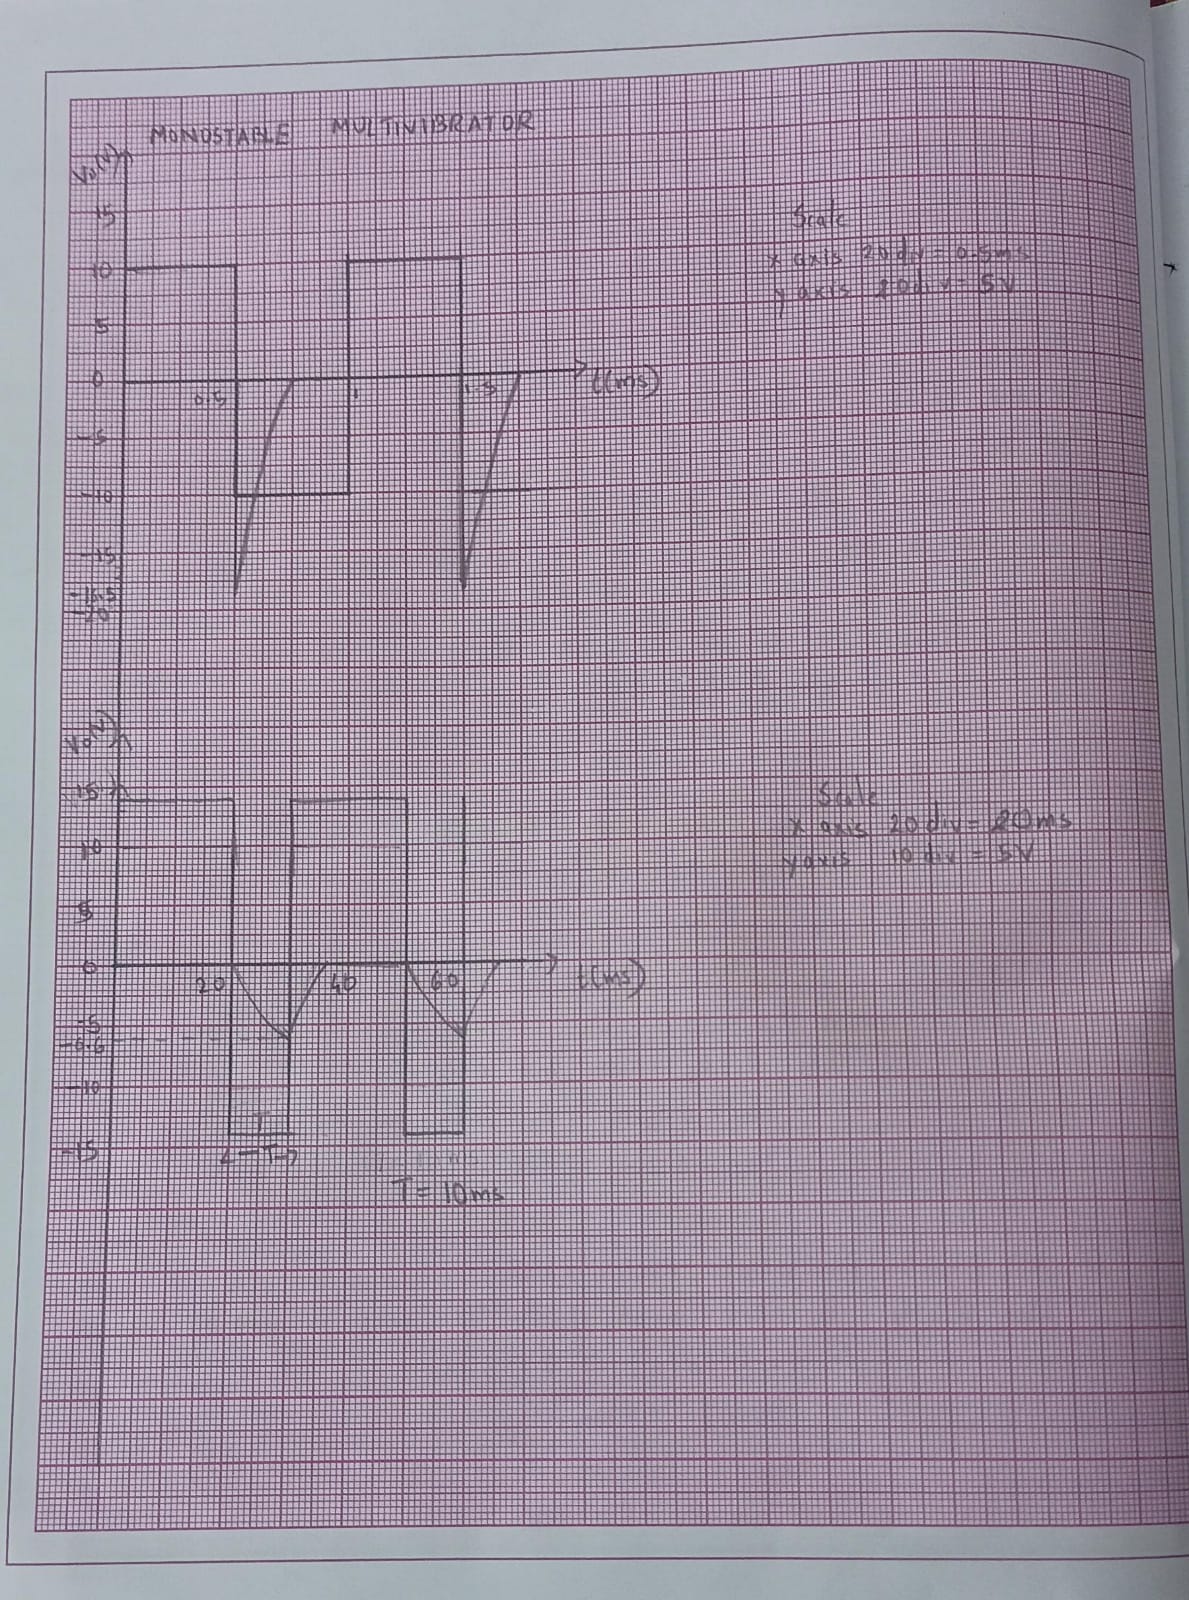 MONOSTABLE MULTIVIBRATOR
Vo(V)
15
Scale
x axis 20 div = 0.5ms
10
y axis 10div = 5V
5
0
0.5
1
1.5
t(ms)
-5
-10
-15
-16.5
-20
Vo(V)
15
Scale
x axis 20 div = 20ms
10
y axis 10 div = 5V
5
0
20
40
60
t(ms)
-5
-6.6
-10
T
-15
T
T = 10ms